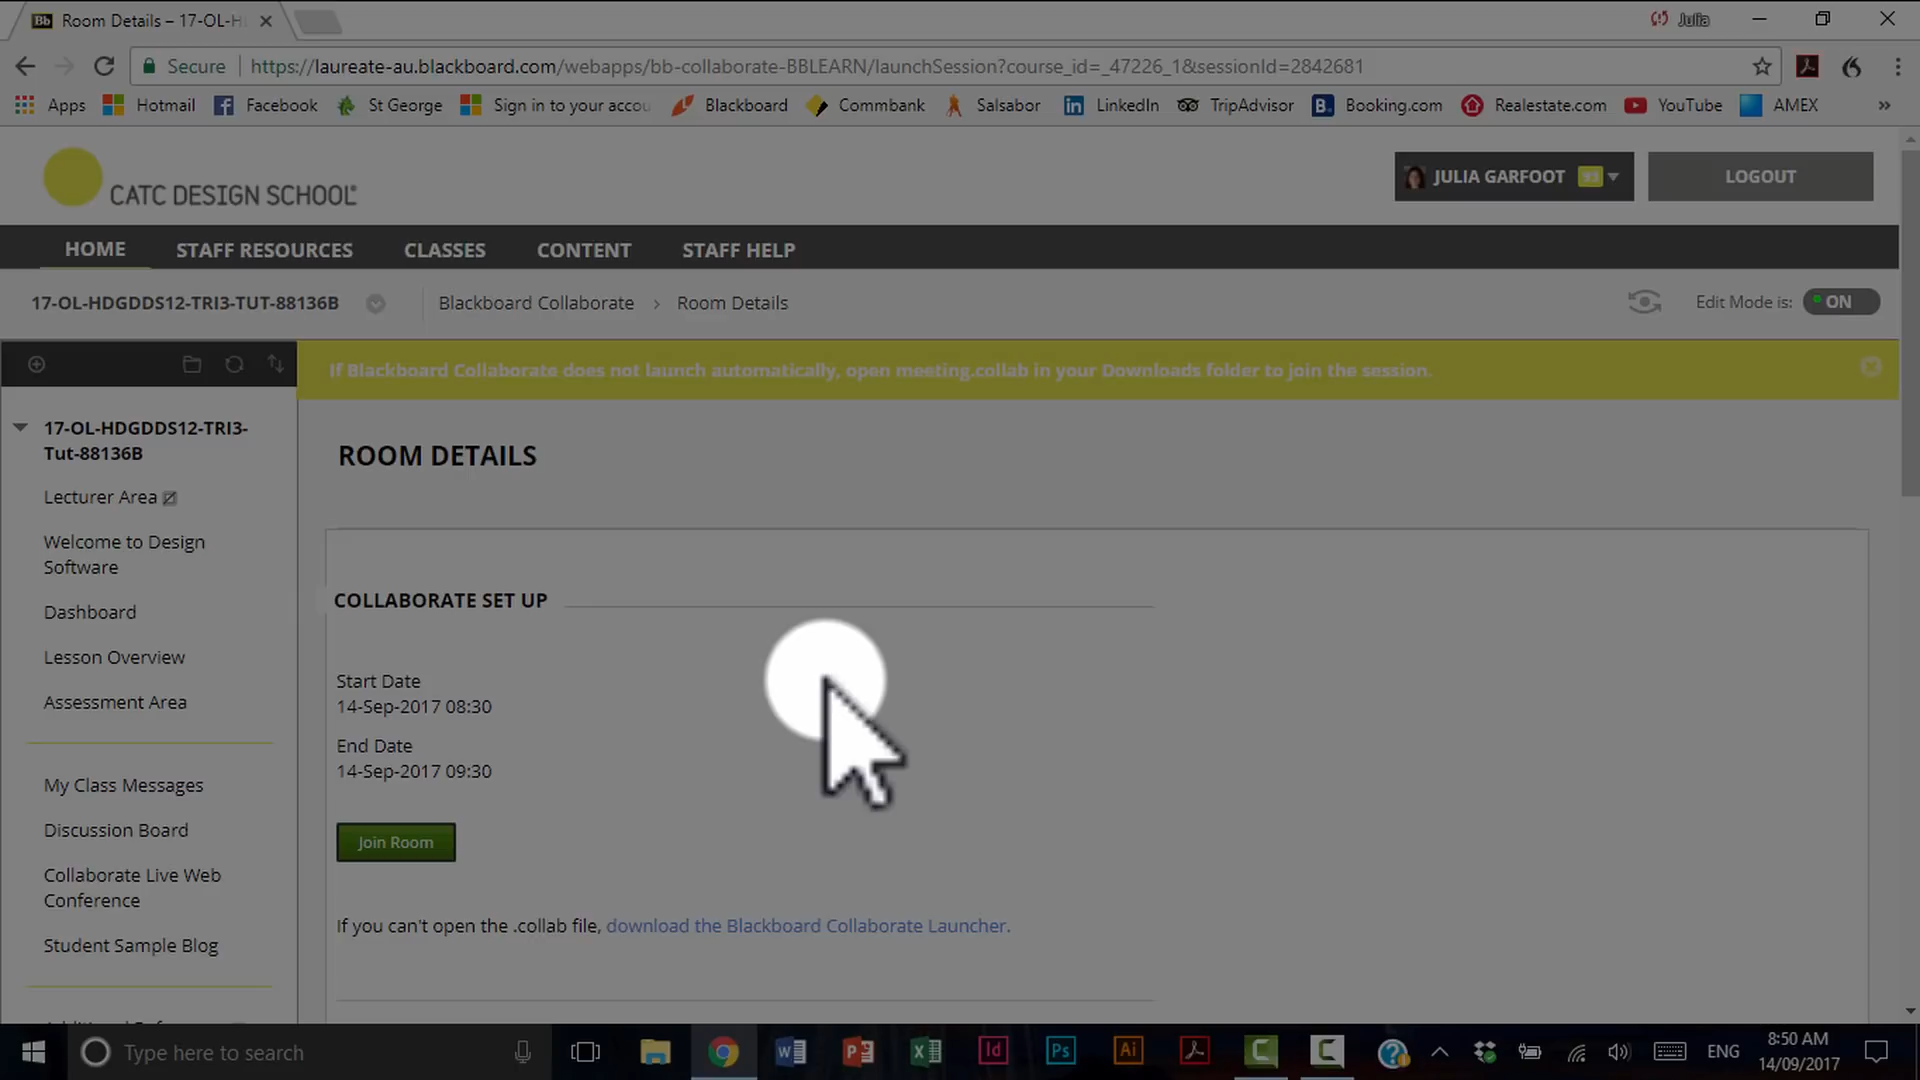 Bb Room Details – 17-OL-H
Julia
Secure https://laureate-au.blackboard.com/webapps/bb-collaborate-BBLEARN/launchSession?course_id=_47226_1&sessionId=2842681
Apps Hotmail Facebook St George Sign in to your accou Blackboard Commbank Salsabor LinkedIn TripAdvisor Booking.com Realestate.com YouTube AMEX »
CATC DESIGN SCHOOL
JULIA GARFOOT 93 LOGOUT
HOME STAFF RESOURCES CLASSES CONTENT STAFF HELP
17-OL-HDGDDS12-TRI3-TUT-88136B Blackboard Collaborate > Room Details Edit Mode is: ON
If Blackboard Collaborate does not launch automatically, open meeting.collab in your Downloads folder to join the session.
17-OL-HDGDDS12-TRI3-
Tut-88136B
Lecturer Area
Welcome to Design
Software
Dashboard
Lesson Overview
Assessment Area
My Class Messages
Discussion Board
Collaborate Live Web
Conference
Student Sample Blog
ROOM DETAILS
COLLABORATE SET UP
Start Date
14-Sep-2017 08:30
End Date
14-Sep-2017 09:30
Join Room
If you can't open the .collab file, download the Blackboard Collaborate Launcher.
Type here to search
ENG
8:50 AM
14/09/2017